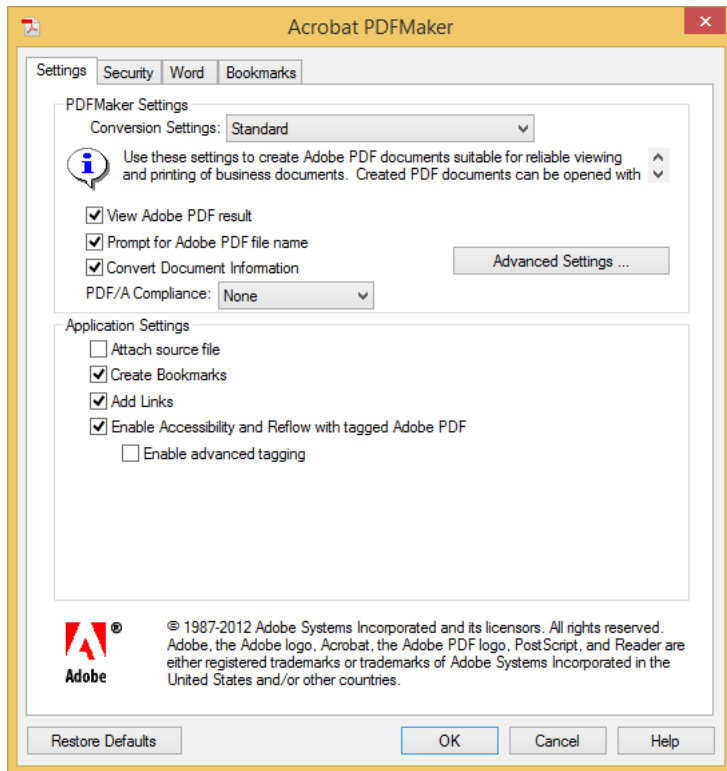 Acrobat PDFMaker
Settings Security Word Bookmarks
PDFMaker Settings
Conversion Settings: Standard
Use these settings to create Adobe PDF documents suitable for reliable viewing
and printing of business documents. Created PDF documents can be opened with
View Adobe PDF result
Prompt for Adobe PDF file name
Convert Document Information
Advanced Settings ...
PDF/A Compliance: None
Application Settings
Attach source file
Create Bookmarks
Add Links
Enable Accessibility and Reflow with tagged Adobe PDF
Enable advanced tagging
Adobe
®
© 1987-2012 Adobe Systems Incorporated and its licensors. All rights reserved.
Adobe, the Adobe logo, Acrobat, the Adobe PDF logo, PostScript, and Reader are
either registered trademarks or trademarks of Adobe Systems Incorporated in the
United States and/or other countries.
Restore Defaults OK Cancel Help